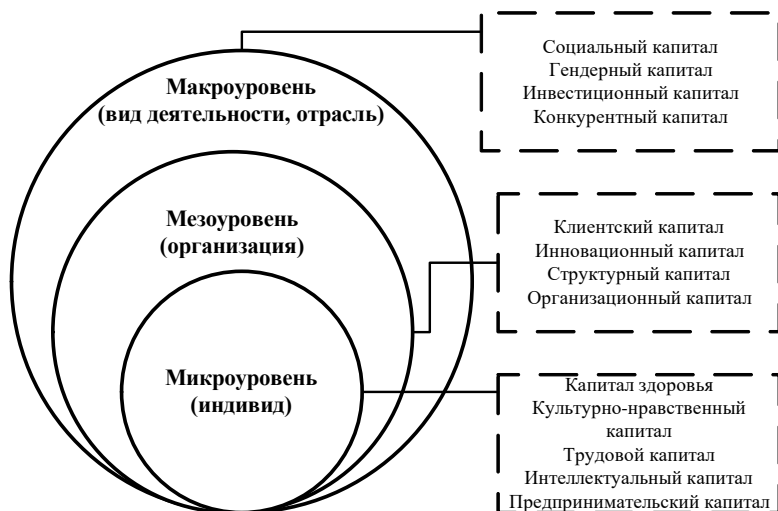 Макроуровень
(вид деятельности, отрасль)
Социальный капитал
Гендерный капитал
Инвестиционный капитал
Конкурентный капитал
Мезоуровень
(организация)
Клиентский капитал
Инновационный капитал
Структурный капитал
Организационный капитал
Микроуровень
(индивид)
Капитал здоровья
Культурно-нравственный
капитал
Трудовой капитал
Интеллектуальный капитал
Предпринимательский капитал